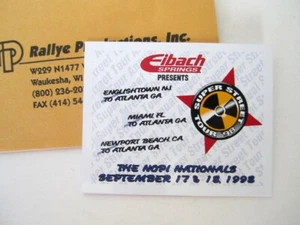 Rallye Productions, Inc.
W229 N1477 W
Waukesha, WI
(800) 236-20
FAX (414) 54
Eibach
SPRINGS
PRESENTS
ENGLISHTOWN NJ
TO ATLANTA GA
MIAMI FL
TO ATLANTA GA
NEWPORT BEACH, CA
TO ATLANTA GA
SUPER STREET
TOUR
THE NOPI NATIONALS
SEPTEMBER 17 & 18, 1998